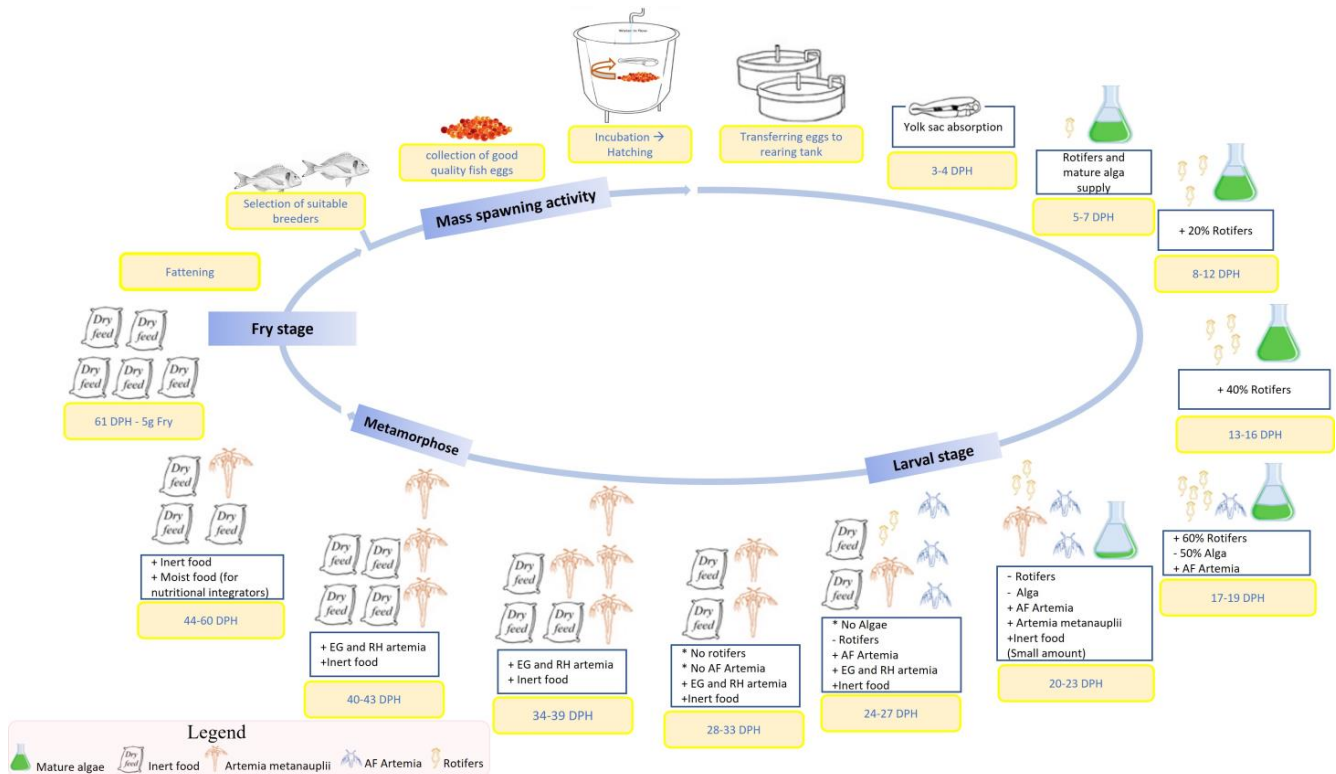 Water in flow
Incubation → Hatching
Transferring eggs to
rearing tank
collection of good
quality fish eggs
Selection of suitable
breeders
Mass spawning activity
Yolk sac absorption
3-4 DPH
Rotifers and
mature alga
supply
5-7 DPH
+ 20% Rotifers
8-12 DPH
+ 40% Rotifers
13-16 DPH
+ 60% Rotifers
- 50% Alga
+ AF Artemia
17-19 DPH
Larval stage
- Rotifers
- Alga
+ AF Artemia
+ Artemia metanauplii
+Inert food
(Small amount)
20-23 DPH
Dry
feed
Dry
feed
* No Algae
- Rotifers
+ AF Artemia
+ EG and RH artemia
+Inert food
24-27 DPH
Dry
feed
Dry
feed
* No rotifers
* No AF Artemia
+ EG and RH artemia
+Inert food
28-33 DPH
Dry
feed
Dry feed Dry feed
+ EG and RH artemia
+ Inert food
34-39 DPH
Dry feed Dry feed
Dry feed Dry feed
+ EG and RH artemia
+Inert food
40-43 DPH
Metamorphose
Dry
feed
Dry feed Dry feed
+ Inert food
+ Moist food (for
nutritional integrators)
44-60 DPH
Dry feed Dry feed
Dry feed Dry feed Dry feed
61 DPH - 5g Fry
Fry stage
Fattening
Legend
Mature algae
Dry
feed
Inert food
Artemia metanauplii
AF Artemia
Rotifers